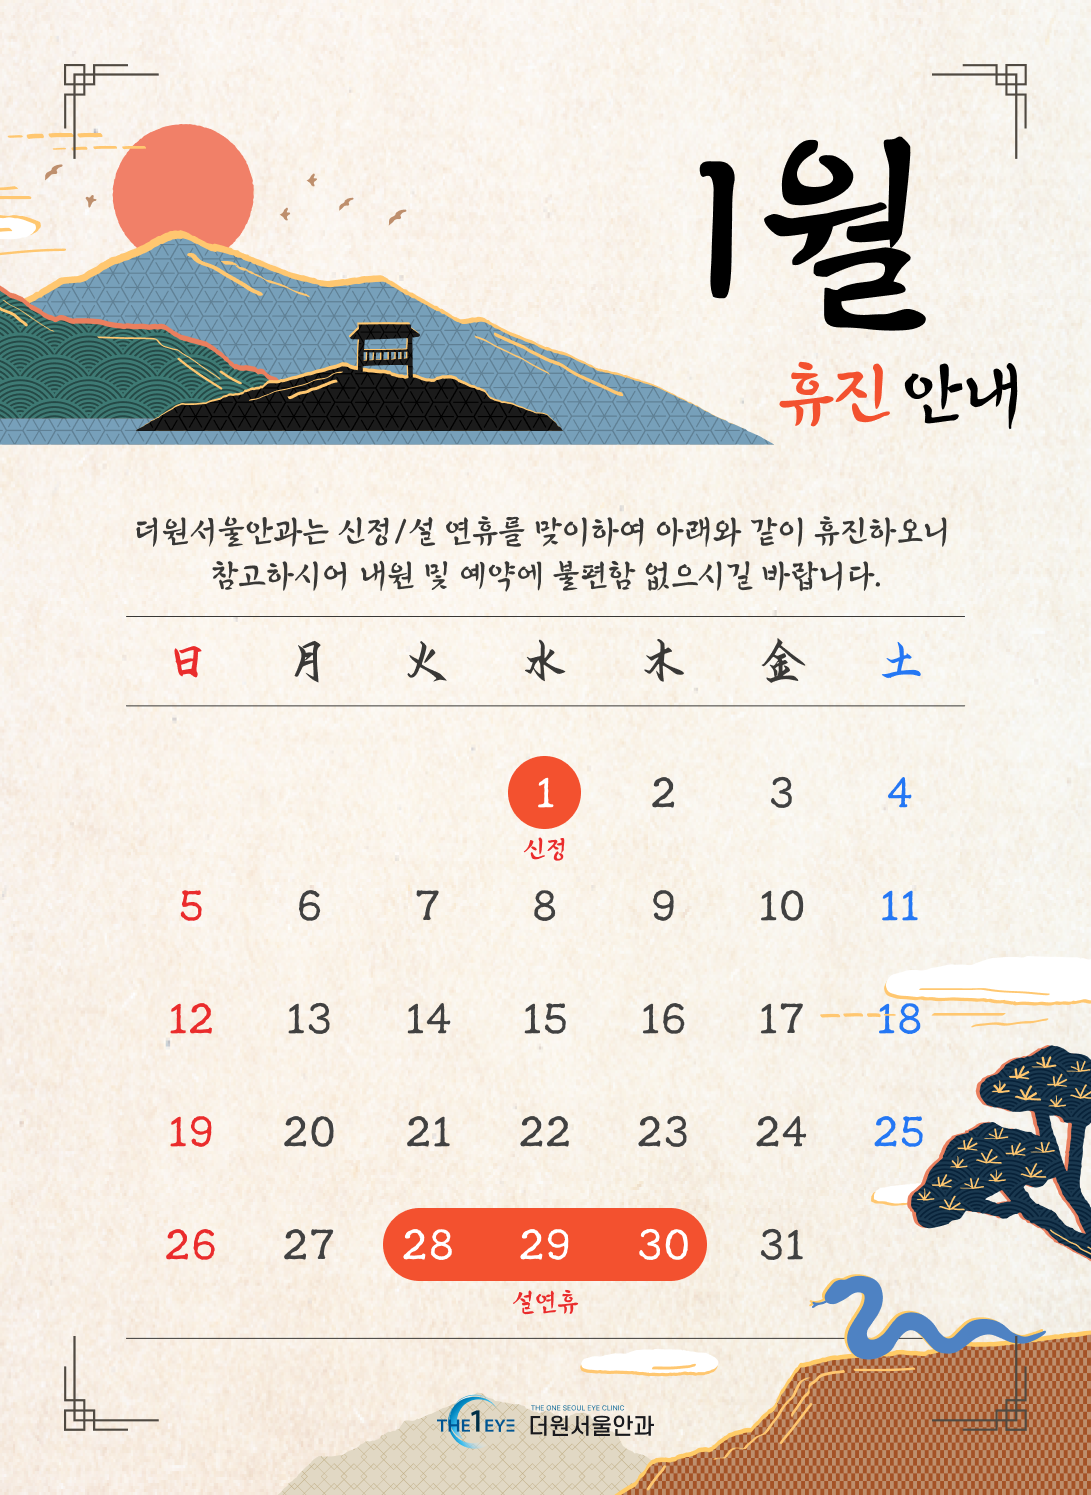 1월
휴진 안내
더원서울안과는 신정/설 연휴를 맞이하여 아래와 같이 휴진하오니
참고하시어 내원 및 예약에 불편함 없으시길 바랍니다.
日 月 火 水 木 金 土
1 2 3 4
신정
5 6 7 8 9 10 11
12 13 14 15 16 17 18
19 20 21 22 23 24 25
26 27 28 29 30 31
설연휴
THE 1 EYE
THE ONE SEOUL EYE CLINIC
더원서울안과